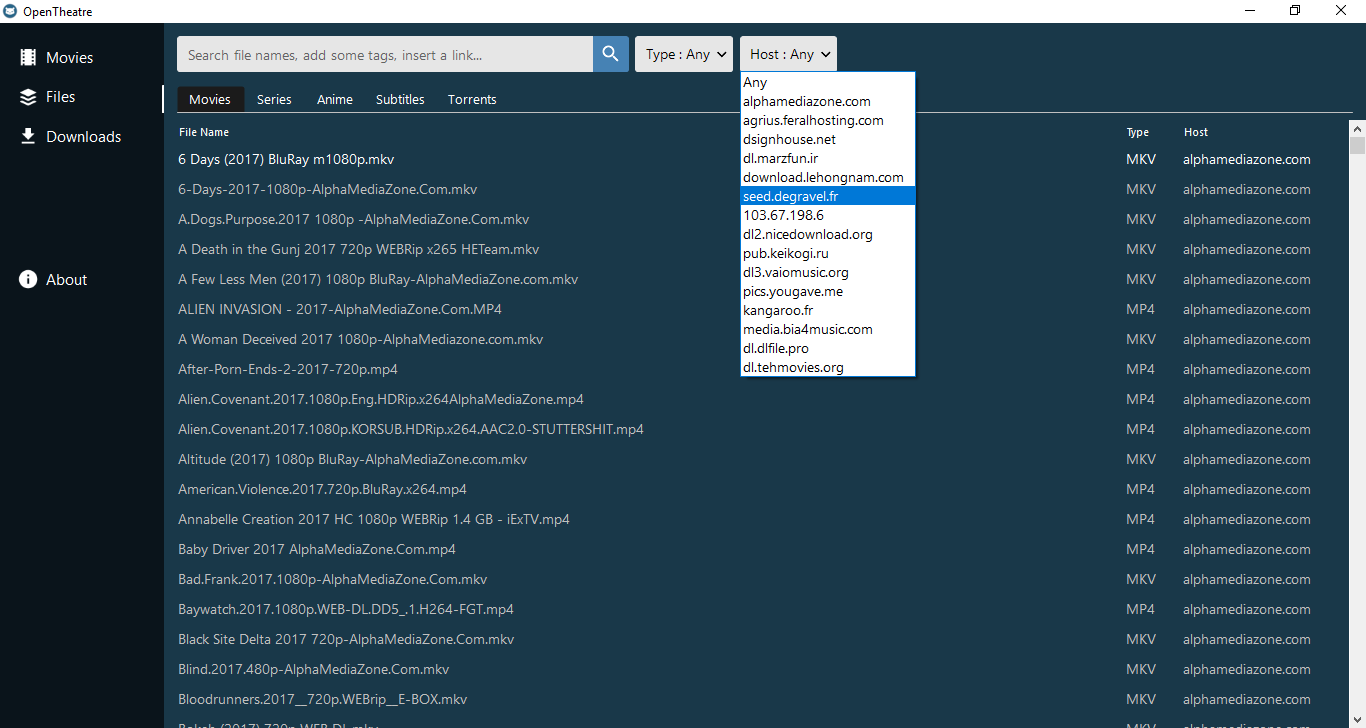 OpenTheatre
Movies
Files
Downloads
About
Search file names, add some tags, insert a link...
Type : Any
Host : Any
Any
alphamediazone.com
agrius.feralhosting.com
dsignhouse.net
dl.marzfun.ir
download.lehongnam.com
seed.degravel.fr
103.67.198.6
dl2.nicedownload.org
pub.keikogi.ru
dl3.vaiomusic.org
pics.yougave.me
kangaroo.fr
media.bia4music.com
dl.dlfile.pro
dl.tehmovies.org
Movies Series Anime Subtitles Torrents
File Name Type Host
6 Days (2017) BluRay m1080p.mkv MKV alphamediazone.com
6-Days-2017-1080p-AlphaMediaZone.Com.mkv MKV alphamediazone.com
A.Dogs.Purpose.2017 1080p -AlphaMediaZone.Com.mkv MKV alphamediazone.com
A Death in the Gunj 2017 720p WEBRip x265 HETeam.mkv MKV alphamediazone.com
A Few Less Men (2017) 1080p BluRay-AlphaMediaZone.com.mkv MKV alphamediazone.com
ALIEN INVASION - 2017-AlphaMediaZone.Com.MP4 MP4 alphamediazone.com
A Woman Deceived 2017 1080p-AlphaMediazone.com.mkv MKV alphamediazone.com
After-Porn-Ends-2-2017-720p.mp4 MP4 alphamediazone.com
Alien.Covenant.2017.1080p.Eng.HDRip.x264AlphaMediaZone.mp4 MP4 alphamediazone.com
Alien.Covenant.2017.1080p.KORSUB.HDRip.x264.AAC2.0-STUTTERSHIT.mp4 MP4 alphamediazone.com
Altitude (2017) 1080p BluRay-AlphaMediaZone.com.mkv MKV alphamediazone.com
American.Violence.2017.720p.BluRay.x264.mp4 MP4 alphamediazone.com
Annabelle Creation 2017 HC 1080p WEBRip 1.4 GB - iExTV.mp4 MP4 alphamediazone.com
Baby Driver 2017 AlphaMediaZone.Com.mp4 MP4 alphamediazone.com
Bad.Frank.2017.1080p-AlphaMediaZone.Com.mkv MKV alphamediazone.com
Baywatch.2017.1080p.WEB-DL.DD5_.1.H264-FGT.mp4 MP4 alphamediazone.com
Black Site Delta 2017 720p-AlphaMediaZone.Com.mkv MKV alphamediazone.com
Blind.2017.480p-AlphaMediaZone.Com.mkv MKV alphamediazone.com
Bloodrunners.2017__720p.WEBrip__E-BOX.mkv MKV alphamediazone.com
MKV alphamediazone.com